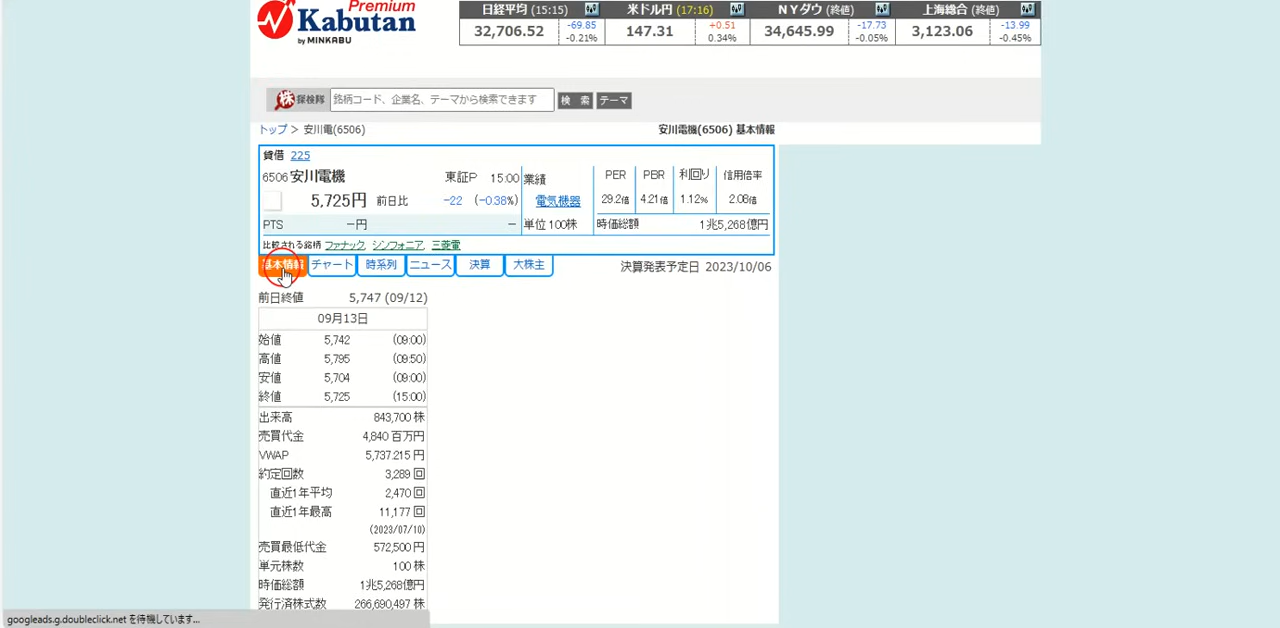 Premium
Kabutan
by MINKABU
日経平均 (15:15) 米ドル円 (17:16) NYダウ (終値) 上海総合 (終値)
32,706.52 -69.85 -0.21% 147.31 +0.51 0.34% 34,645.99 -17.73 -0.05% 3,123.06 -13.99 -0.45%
株 探検隊 銘柄コード、企業名、テーマから検索できます 検 索 テーマ
トップ > 安川電(6506) 安川電機(6506) 基本情報
貸借 225
6506 安川電機 東証P 15:00 業績 PER PBR 利回り 信用倍率
5,725円 前日比 -22 (-0.38%) 電気機器 29.2倍 4.21倍 1.12% 2.08倍
PTS －円 － 単位 100株 時価総額 1兆5,268億円
比較される銘柄 ファナック, シンフォニア, 三菱電
基本情報 チャート 時系列 ニュース 決算 大株主 決算発表予定日 2023/10/06
前日終値 5,747 (09/12)
09月13日
始値 5,742 (09:00)
高値 5,795 (09:50)
安値 5,704 (09:00)
終値 5,725 (15:00)
出来高 843,700 株
売買代金 4,840 百万円
VWAP 5,737.215 円
約定回数 3,289 回
直近1年平均 2,470 回
直近1年最高 11,177 回
(2023/07/10)
売買最低代金 572,500 円
単元株数 100 株
時価総額 1兆5,268億円
発行済株式数 266,690,497 株
googleads.g.doubleclick.net を待機しています...